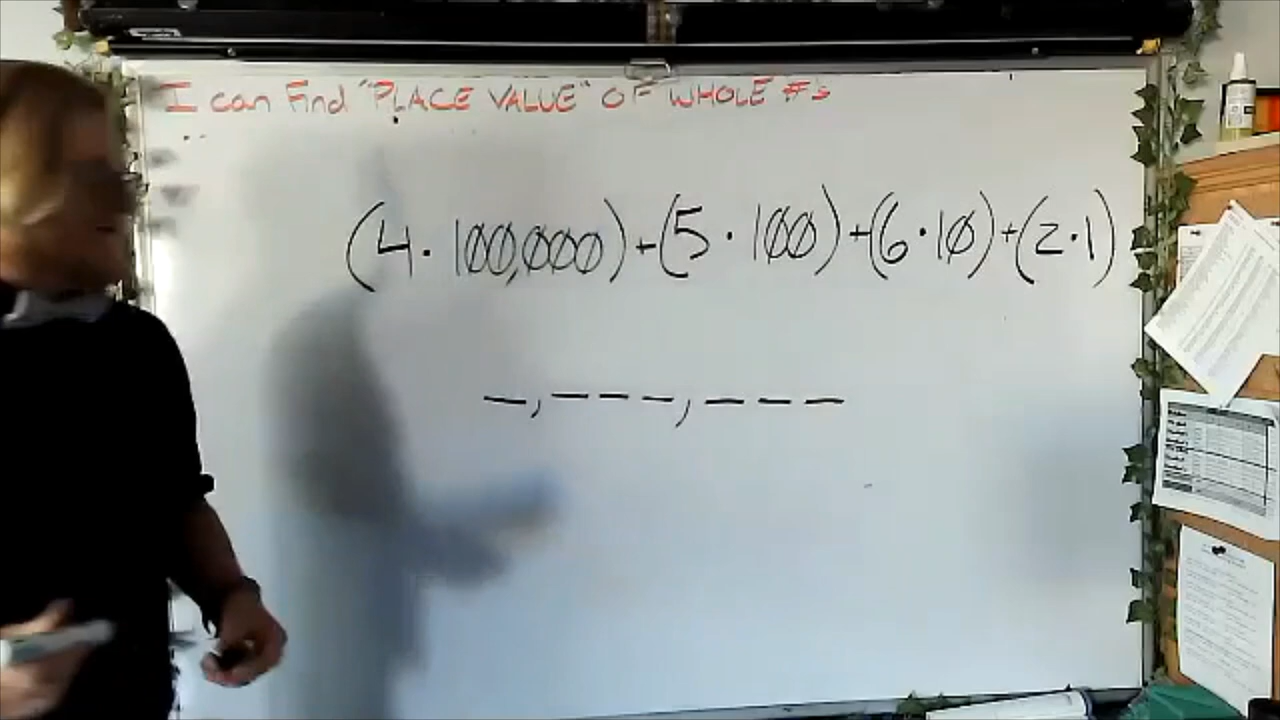 I can Find "PLACE VALUE" OF WHOLE #s
(4 · 100,000) + (5 · 100) + (6 · 10) + (2 · 1)
_,_ _ _,_ _ _